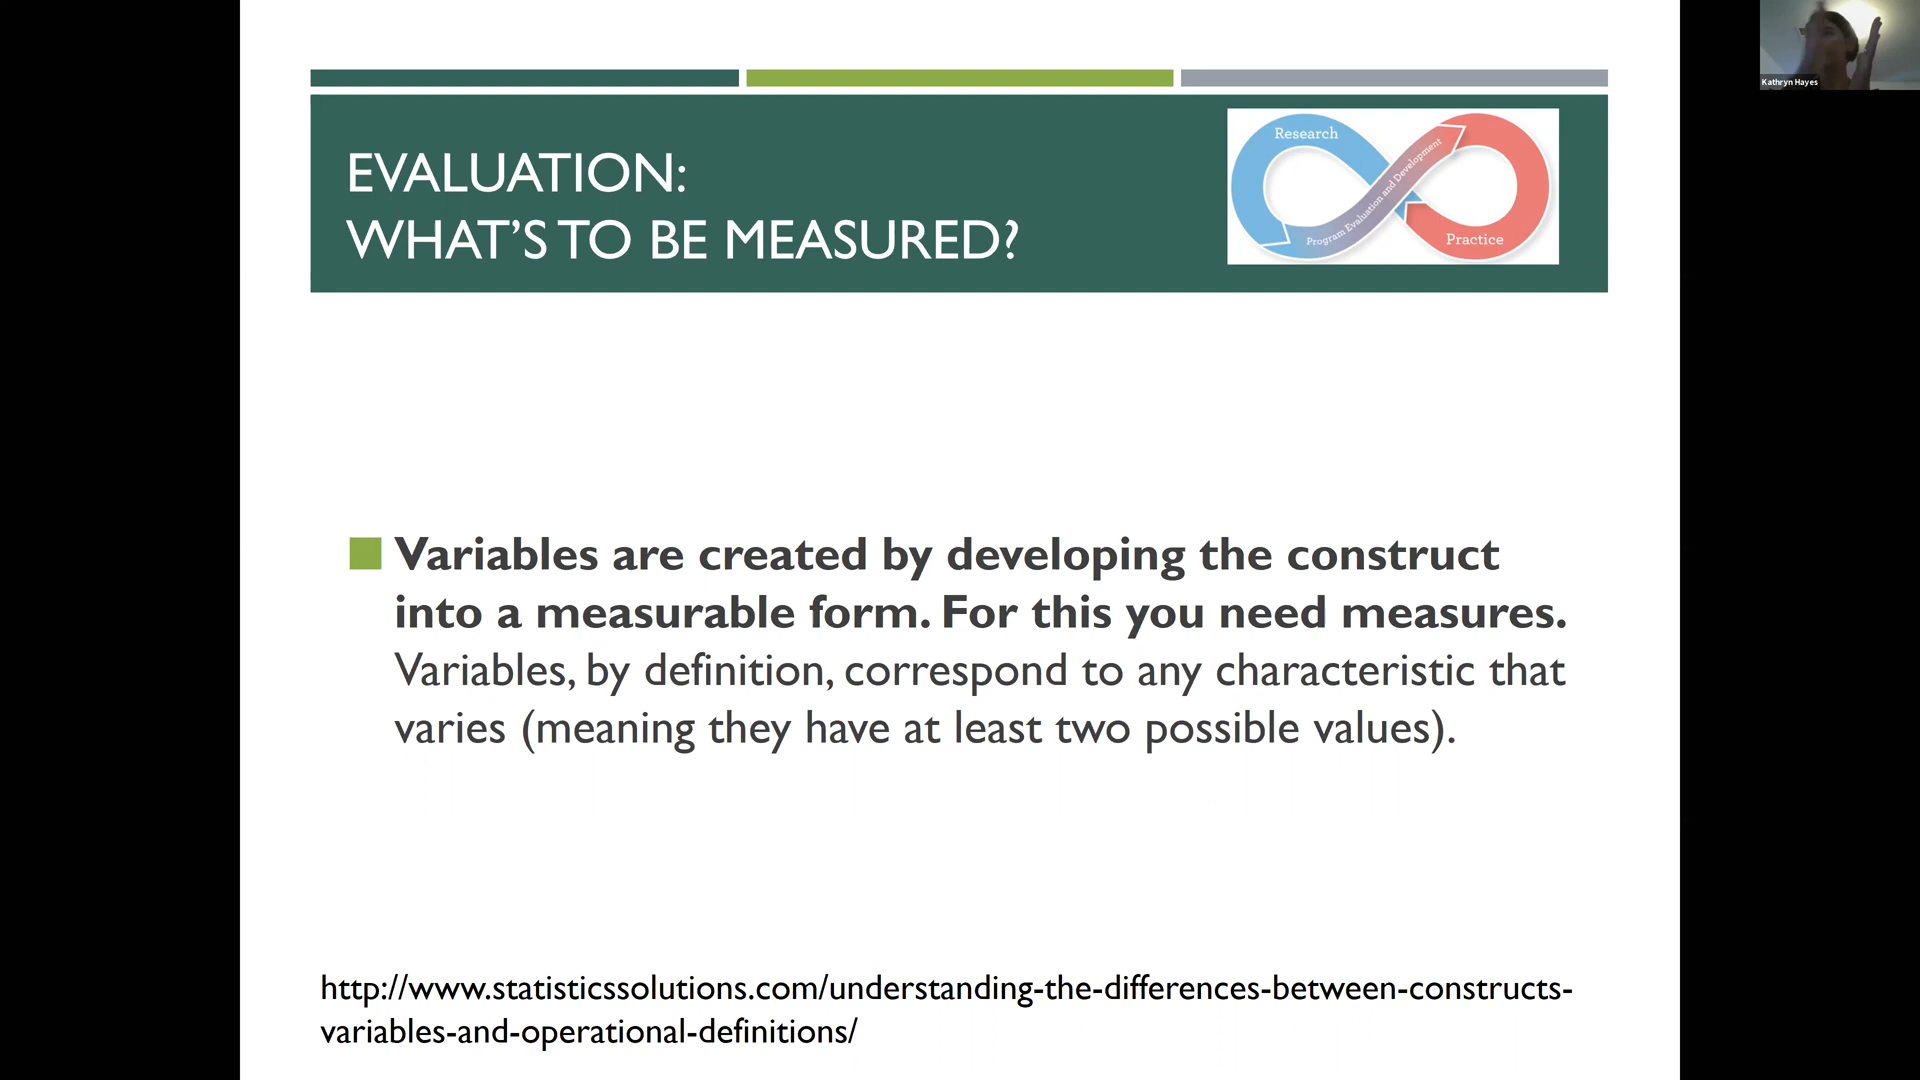 Kathryn Hayes
EVALUATION:
WHAT’S TO BE MEASURED?
Research
Program Evaluation and Development
Practice
Variables are created by developing the construct
into a measurable form. For this you need measures.
Variables, by definition, correspond to any characteristic that
varies (meaning they have at least two possible values).
http://www.statisticssolutions.com/understanding-the-differences-between-constructs-
variables-and-operational-definitions/